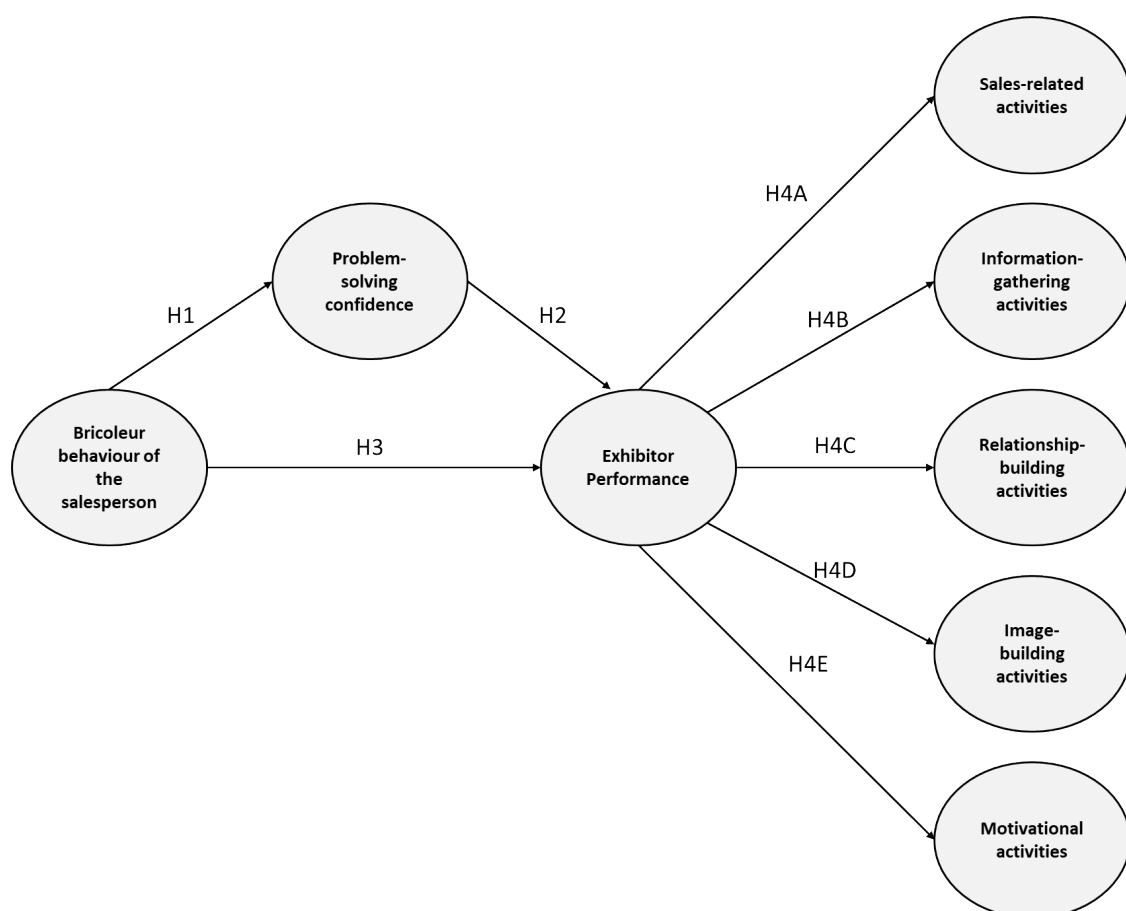 Sales-related
activities
H4A
Problem-
solving
confidence
Information-
gathering
activities
H1
H2
H4B
Bricoleur
behaviour of
the
salesperson
H3
Exhibitor
Performance
H4C
Relationship-
building
activities
H4D
Image-
building
activities
H4E
Motivational
activities